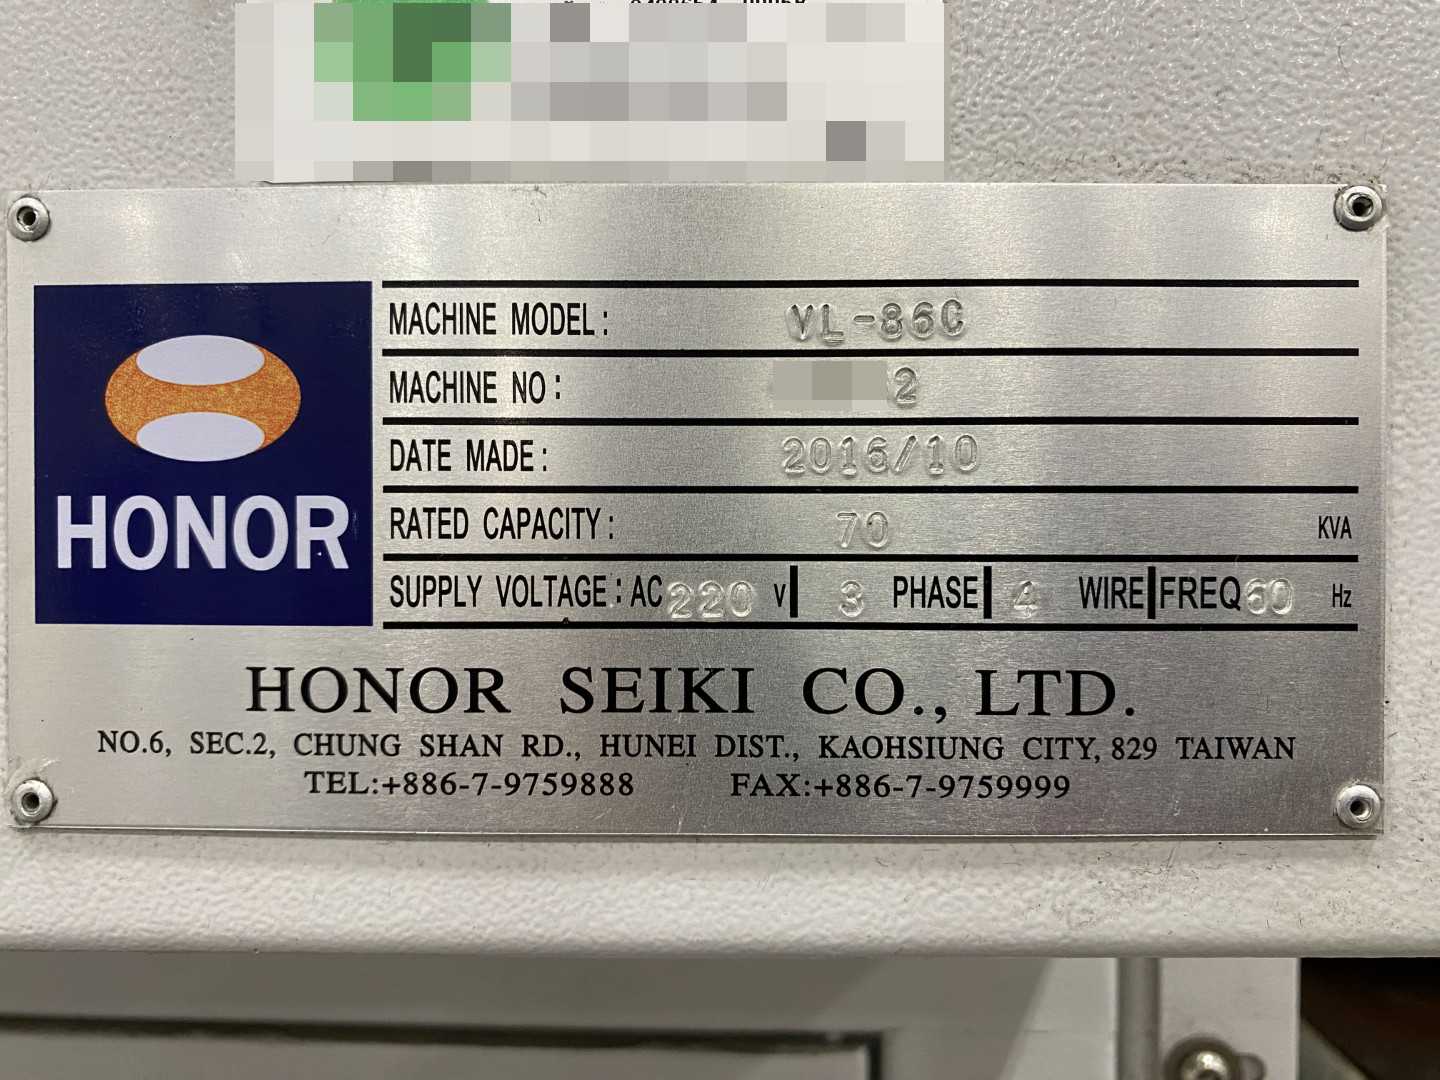 MACHINE MODEL: VL-86C
MACHINE NO: 2
DATE MADE: 2016/10
RATED CAPACITY: 70 KVA
SUPPLY VOLTAGE: AC 220 V 3 PHASE 4 WIRE FREQ 60 Hz
HONOR
HONOR SEIKI CO., LTD.
NO.6, SEC.2, CHUNG SHAN RD., HUNEI DIST., KAOHSIUNG CITY, 829 TAIWAN
TEL:+886-7-9759888 FAX:+886-7-9759999